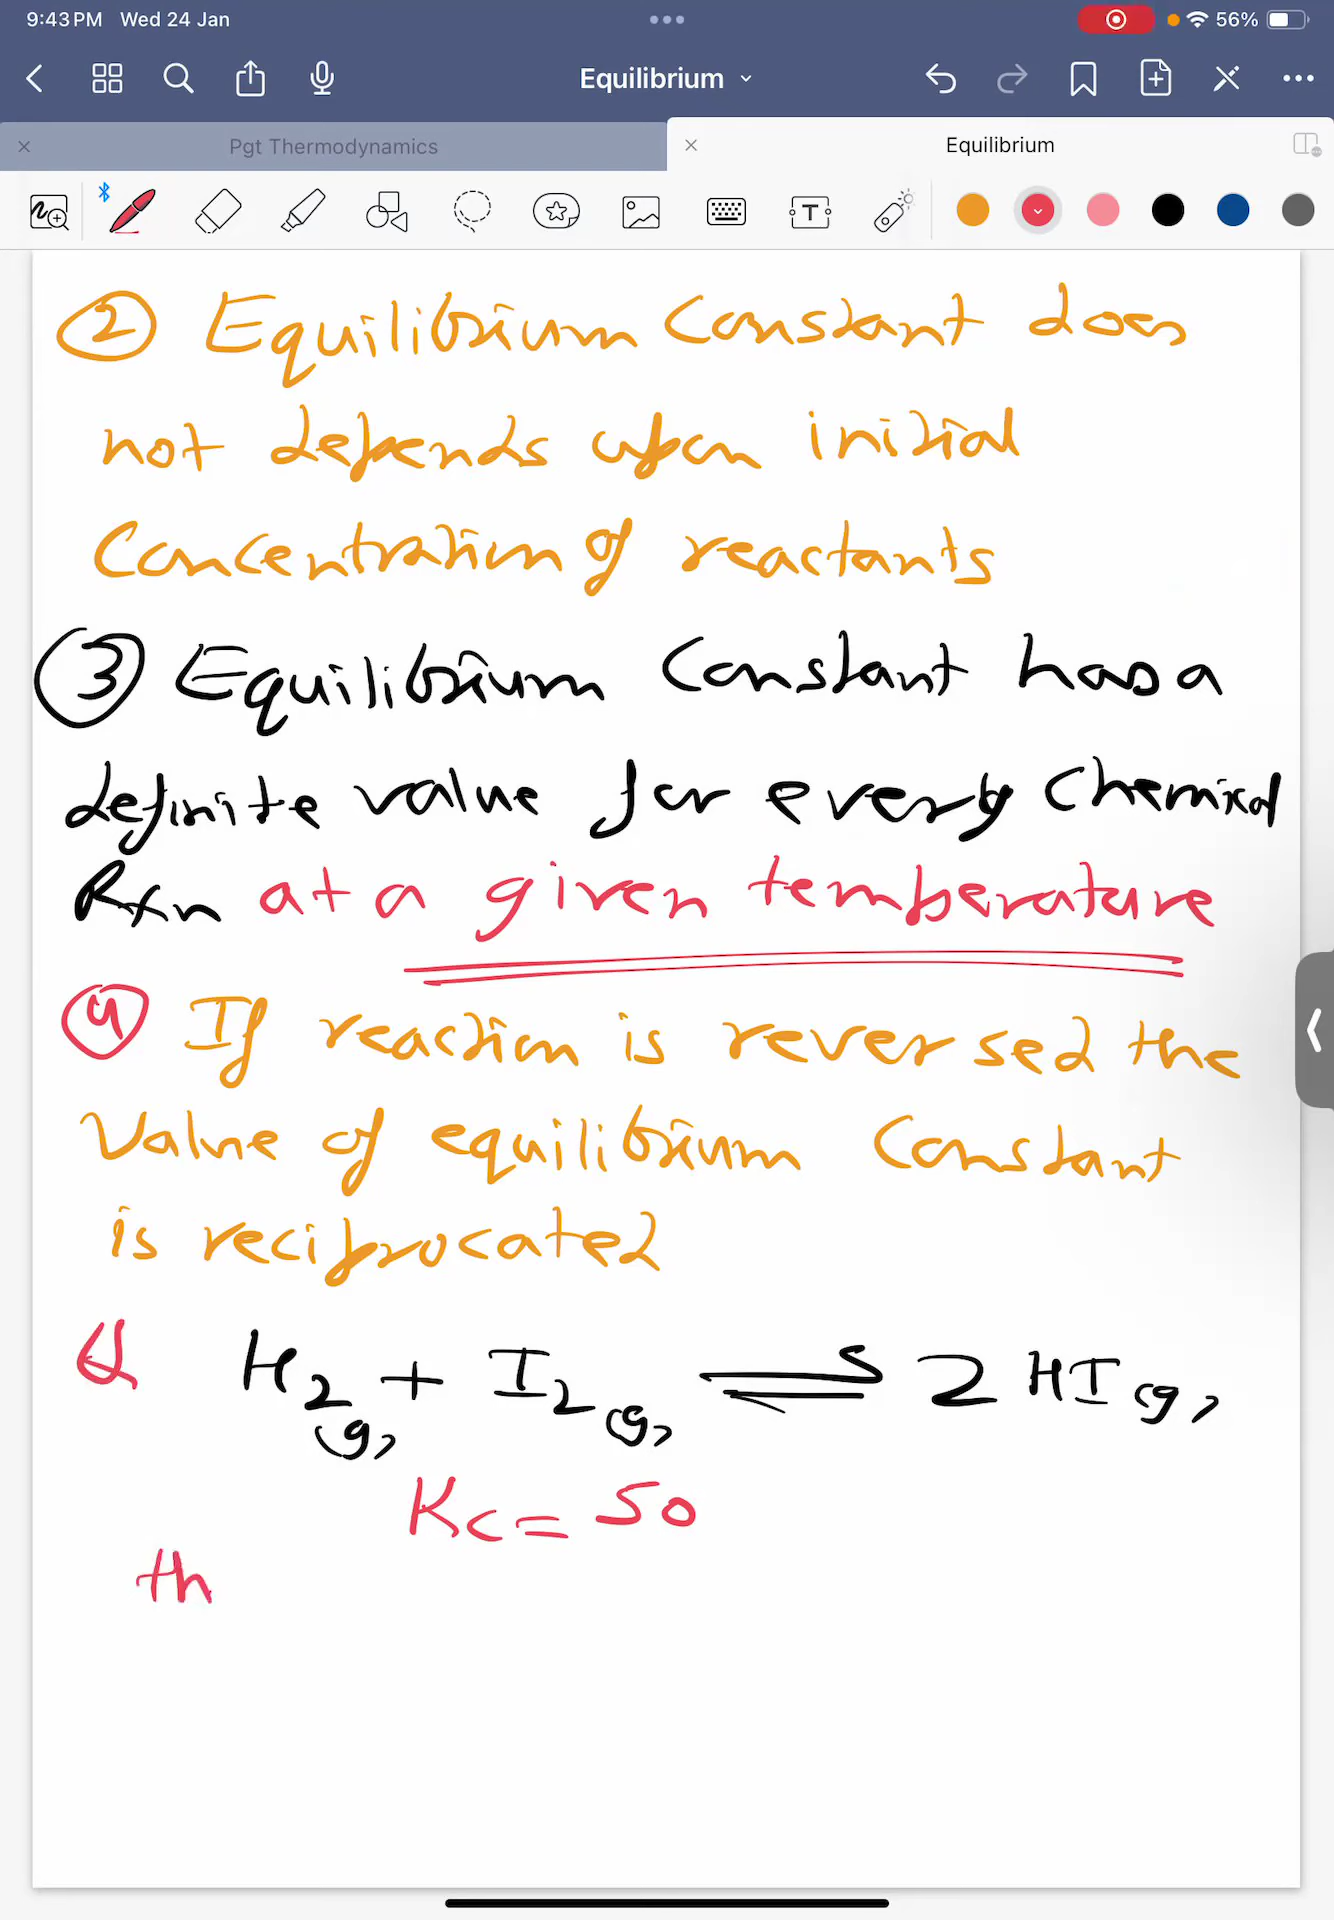 9:43 PM Wed 24 Jan
56%
Equilibrium
Pgt Thermodynamics
Equilibrium
② Equilibrium Constant does
not depends upon initial
Concentration of reactants
③ Equilibrium Constant has a
definite value for every Chemical
Rxn at a given temperature
④ If reaction is reversed the
Value of equilibrium Constant
is reciprocated
Q H₂(g) + I₂(g) ⇌ 2HI(g)
Kc = 50
th